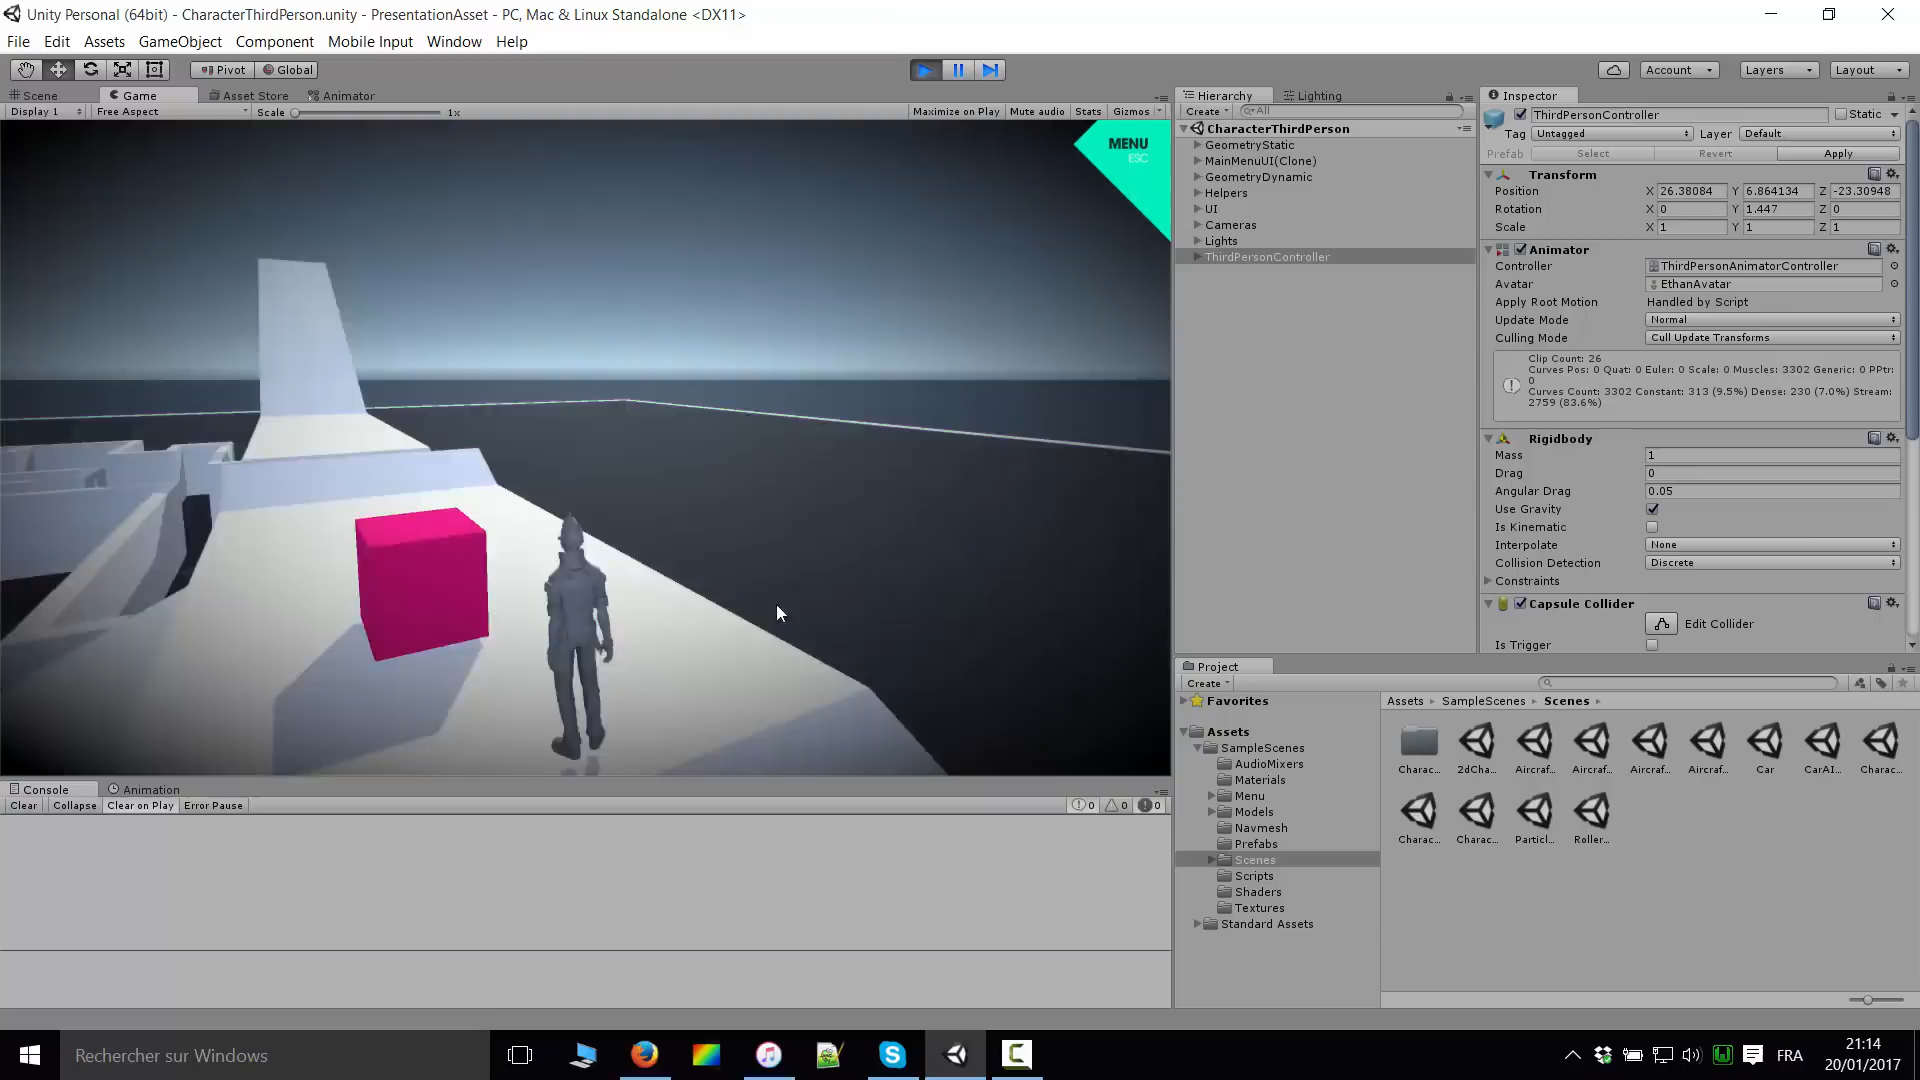 Unity Personal (64bit) - CharacterThirdPerson.unity - PresentationAsset - PC, Mac & Linux Standalone <DX11>
File Edit Assets GameObject Component Mobile Input Window Help
Pivot Global Account Layers Layout
Scene Game Asset Store Animator
Display 1 Free Aspect Scale 1x Maximize on Play Mute audio Stats Gizmos
MENU
ESC
Hierarchy Lighting
Create All
CharacterThirdPerson
GeometryStatic
MainMenuUI(Clone)
GeometryDynamic
Helpers
UI
Cameras
Lights
ThirdPersonController
Inspector
ThirdPersonController Static
Tag Untagged Layer Default
Prefab Select Revert Apply
Transform
Position X 26.38084 Y 6.864134 Z -23.30948
Rotation X 0 Y 1.447 Z 0
Scale X 1 Y 1 Z 1
Animator
Controller ThirdPersonAnimatorController
Avatar EthanAvatar
Apply Root Motion Handled by Script
Update Mode Normal
Culling Mode Cull Update Transforms
Clip Count: 26
Curves Pos: 0 Quat: 0 Euler: 0 Scale: 0 Muscles: 3302 Generic: 0 PPtr:
0
Curves Count: 3302 Constant: 313 (9.5%) Dense: 230 (7.0%) Stream:
2759 (83.6%)
Rigidbody
Mass 1
Drag 0
Angular Drag 0.05
Use Gravity
Is Kinematic
Interpolate None
Collision Detection Discrete
Constraints
Capsule Collider
Edit Collider
Is Trigger
Project
Create
Favorites
Assets
SampleScenes
AudioMixers
Materials
Menu
Models
Navmesh
Prefabs
Scenes
Scripts
Shaders
Textures
Standard Assets
Assets SampleScenes Scenes
Charac... 2dCha... Aircraf... Aircraf... Aircraf... Aircraf... Car CarAI... Charac...
Charac... Charac... Particl... Roller...
Console Animation
Clear Collapse Clear on Play Error Pause 0 0 0
Rechercher sur Windows
FRA
21:14
20/01/2017